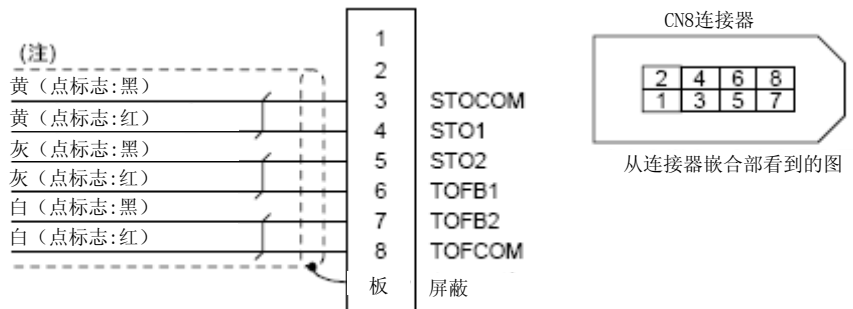 (注)
黄（点标志:黑）
黄（点标志:红）
灰（点标志:黑）
灰（点标志:红）
白（点标志:黑）
白（点标志:红）
1
2
3 STOCOM
4 STO1
5 STO2
6 TOFB1
7 TOFB2
8 TOFCOM
板 屏蔽
CN8连接器
2 4 6 8
1 3 5 7
从连接器嵌合部看到的图